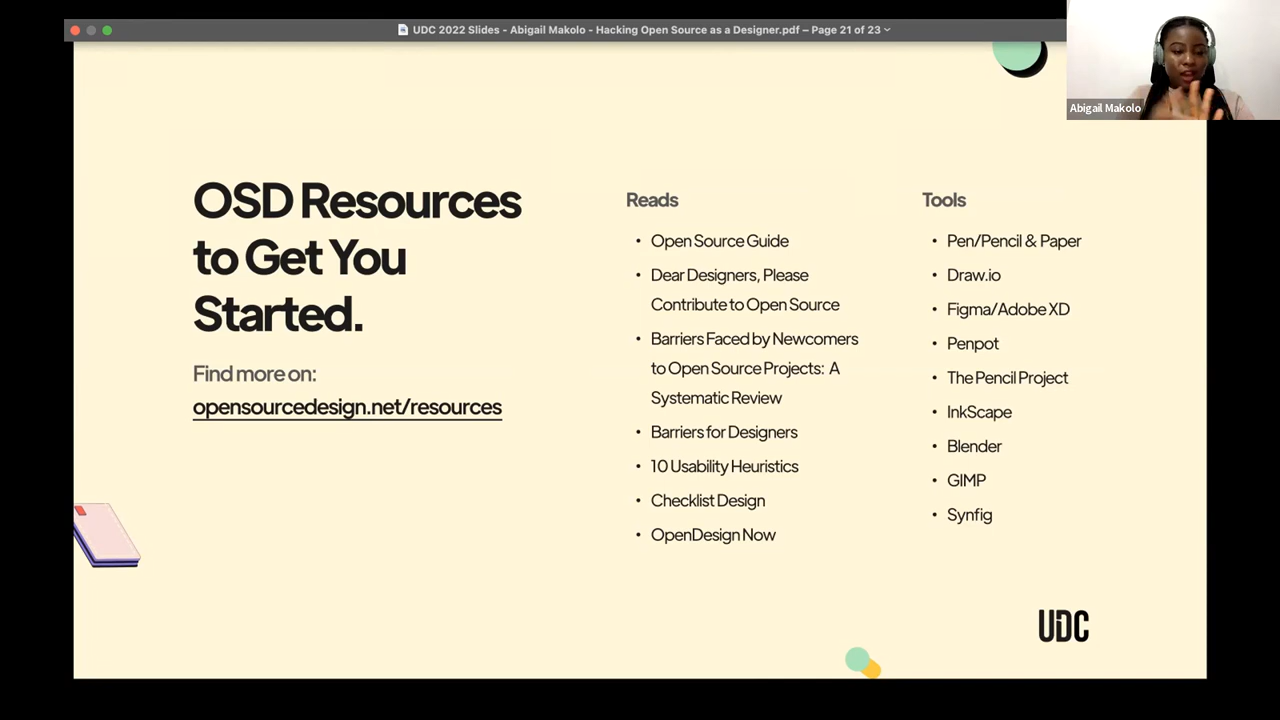 UDC 2022 Slides - Abigail Makolo - Hacking Open Source as a Designer.pdf – Page 21 of 23
Abigail Makolo
OSD Resources
to Get You
Started.
Find more on:
opensourcedesign.net/resources
Reads
• Open Source Guide
• Dear Designers, Please
Contribute to Open Source
• Barriers Faced by Newcomers
to Open Source Projects: A
Systematic Review
• Barriers for Designers
• 10 Usability Heuristics
• Checklist Design
• OpenDesign Now
Tools
• Pen/Pencil & Paper
• Draw.io
• Figma/Adobe XD
• Penpot
• The Pencil Project
• InkScape
• Blender
• GIMP
• Synfig
UDC